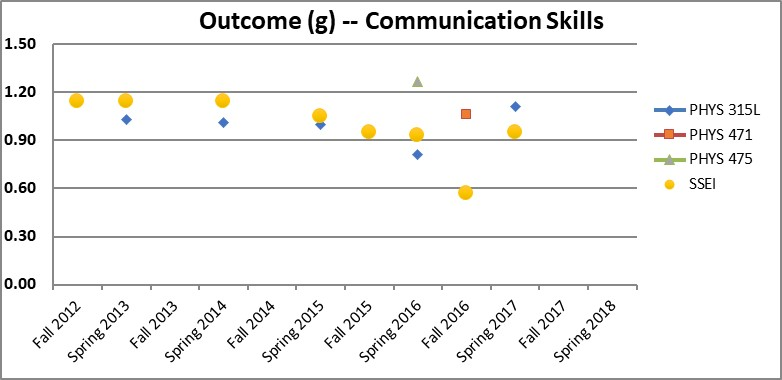 Outcome (g) -- Communication Skills
1.50
1.20
0.90
0.60
0.30
0.00
Fall 2012
Spring 2013
Fall 2013
Spring 2014
Fall 2014
Spring 2015
Fall 2015
Spring 2016
Fall 2016
Spring 2017
Fall 2017
Spring 2018
PHYS 315L
PHYS 471
PHYS 475
SSEI